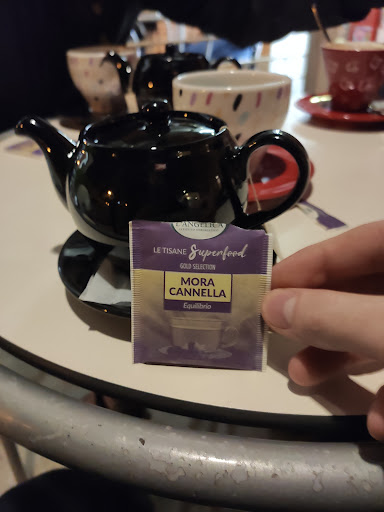 L'ANGELICA
LE TISANE Superfood
GOLD SELECTION
MORA
CANNELLA
Equilibrio